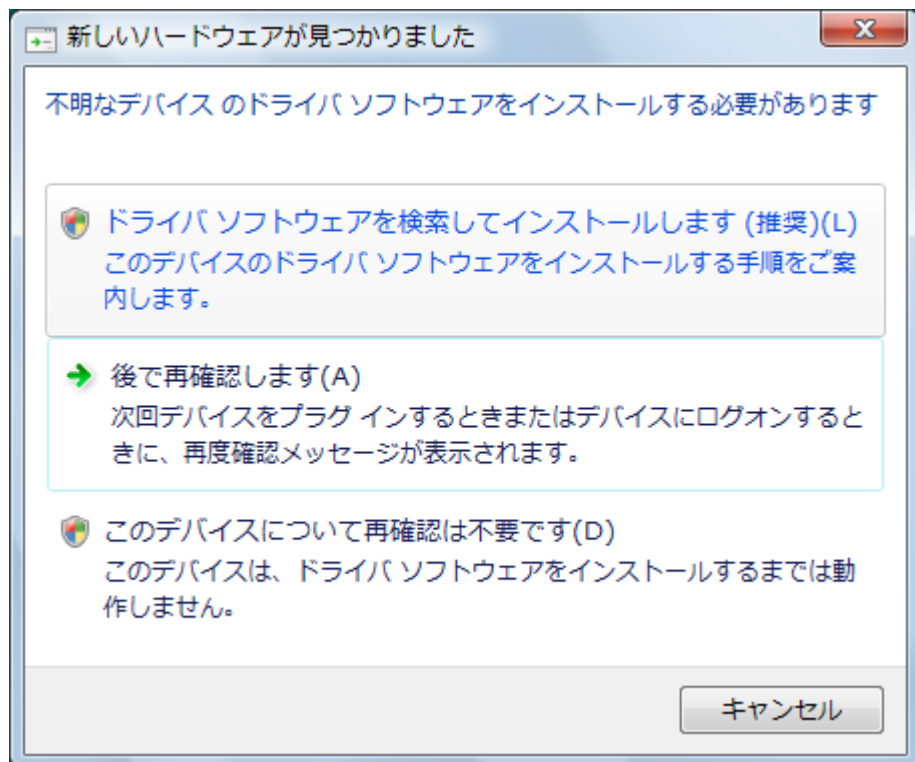 新しいハードウェアが見つかりました
不明なデバイス のドライバ ソフトウェアをインストールする必要があります
ドライバ ソフトウェアを検索してインストールします (推奨)(L)
このデバイスのドライバ ソフトウェアをインストールする手順をご案
内します。
後で再確認します(A)
次回デバイスをプラグ インするときまたはデバイスにログオンすると
きに、再度確認メッセージが表示されます。
このデバイスについて再確認は不要です(D)
このデバイスは、ドライバ ソフトウェアをインストールするまでは動
作しません。
キャンセル